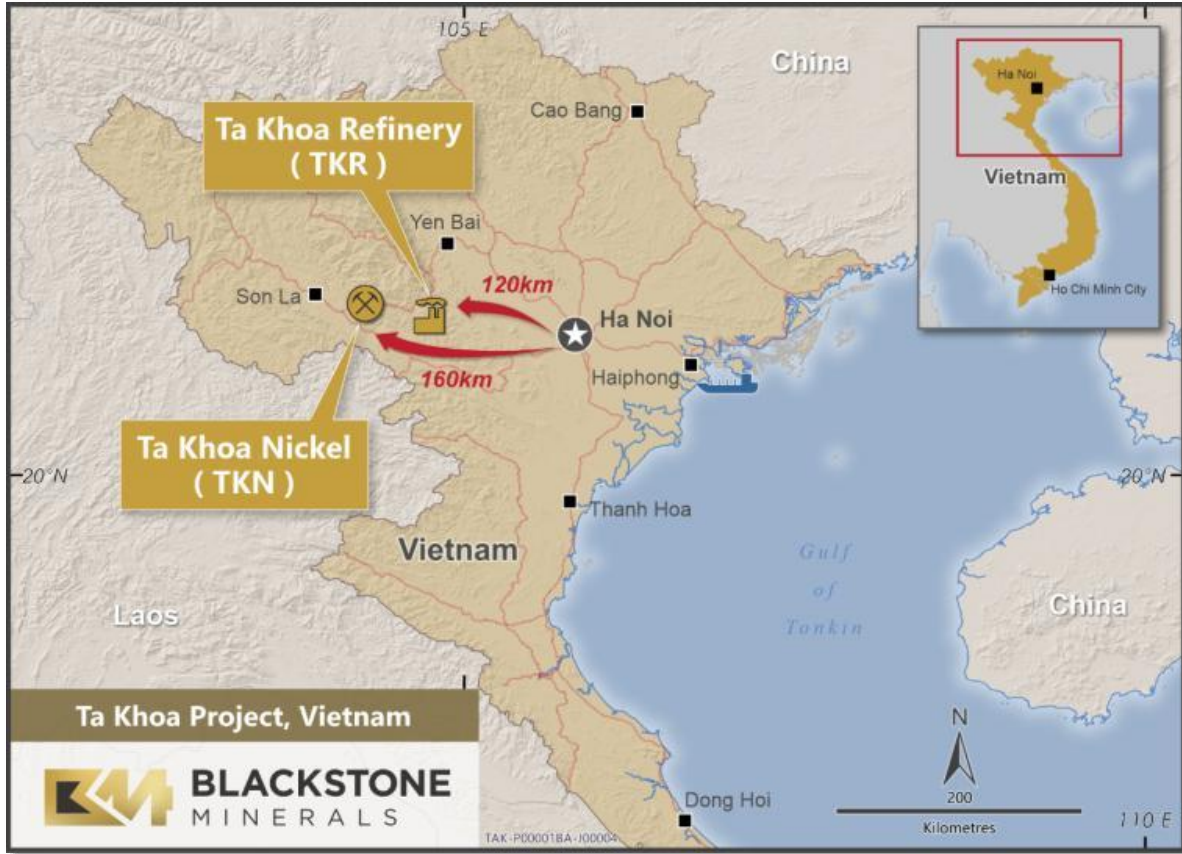 105 E
China
Ha Noi
Vietnam
Ho Chi Minh City
Cao Bang
Ta Khoa Refinery
( TKR )
Yen Bai
120km
Son La
Ha Noi
Haiphong
160km
Ta Khoa Nickel
( TKN )
20°N
20°N
Thanh Hoa
Vietnam
Gulf
of
Tonkin
China
Laos
Ta Khoa Project, Vietnam
BLACKSTONE
MINERALS
N
200
Kilometres
Dong Hoi
110 E
TAK-P000001BA-J00004